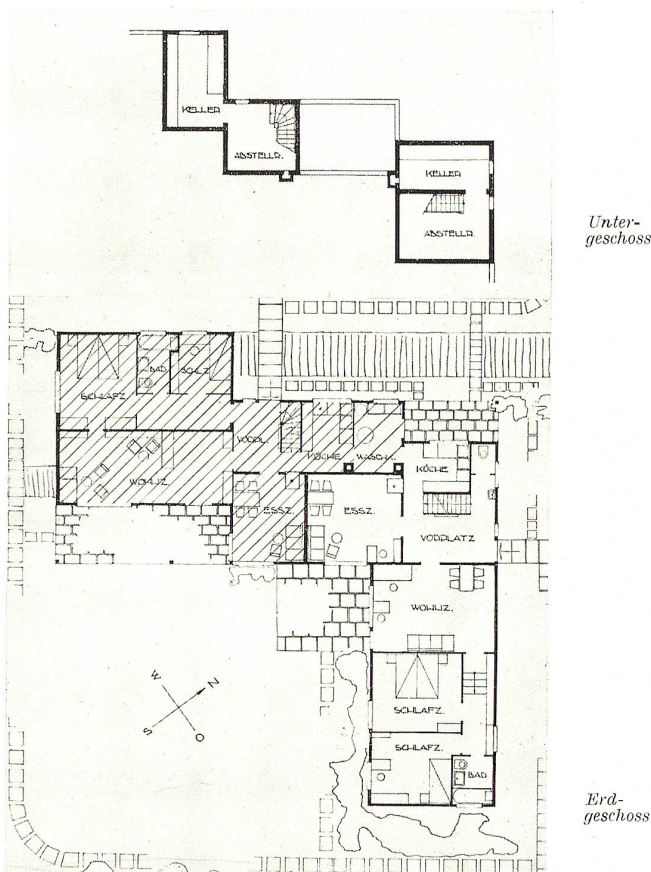 KELLER
ABSTELLR.
KELLER
ABSTELLR.
Unter-
geschoss
SCHLAFZ.
BAD
SCHLZ.
VORPL.
KÜCHE
WASCHK.
KÜCHE
WOHNZ.
ESSZ.
ESSZ.
VORPLATZ
WOHNZ.
W
N
S
O
SCHLAFZ.
SCHLAFZ.
BAD
Erd-
geschoss